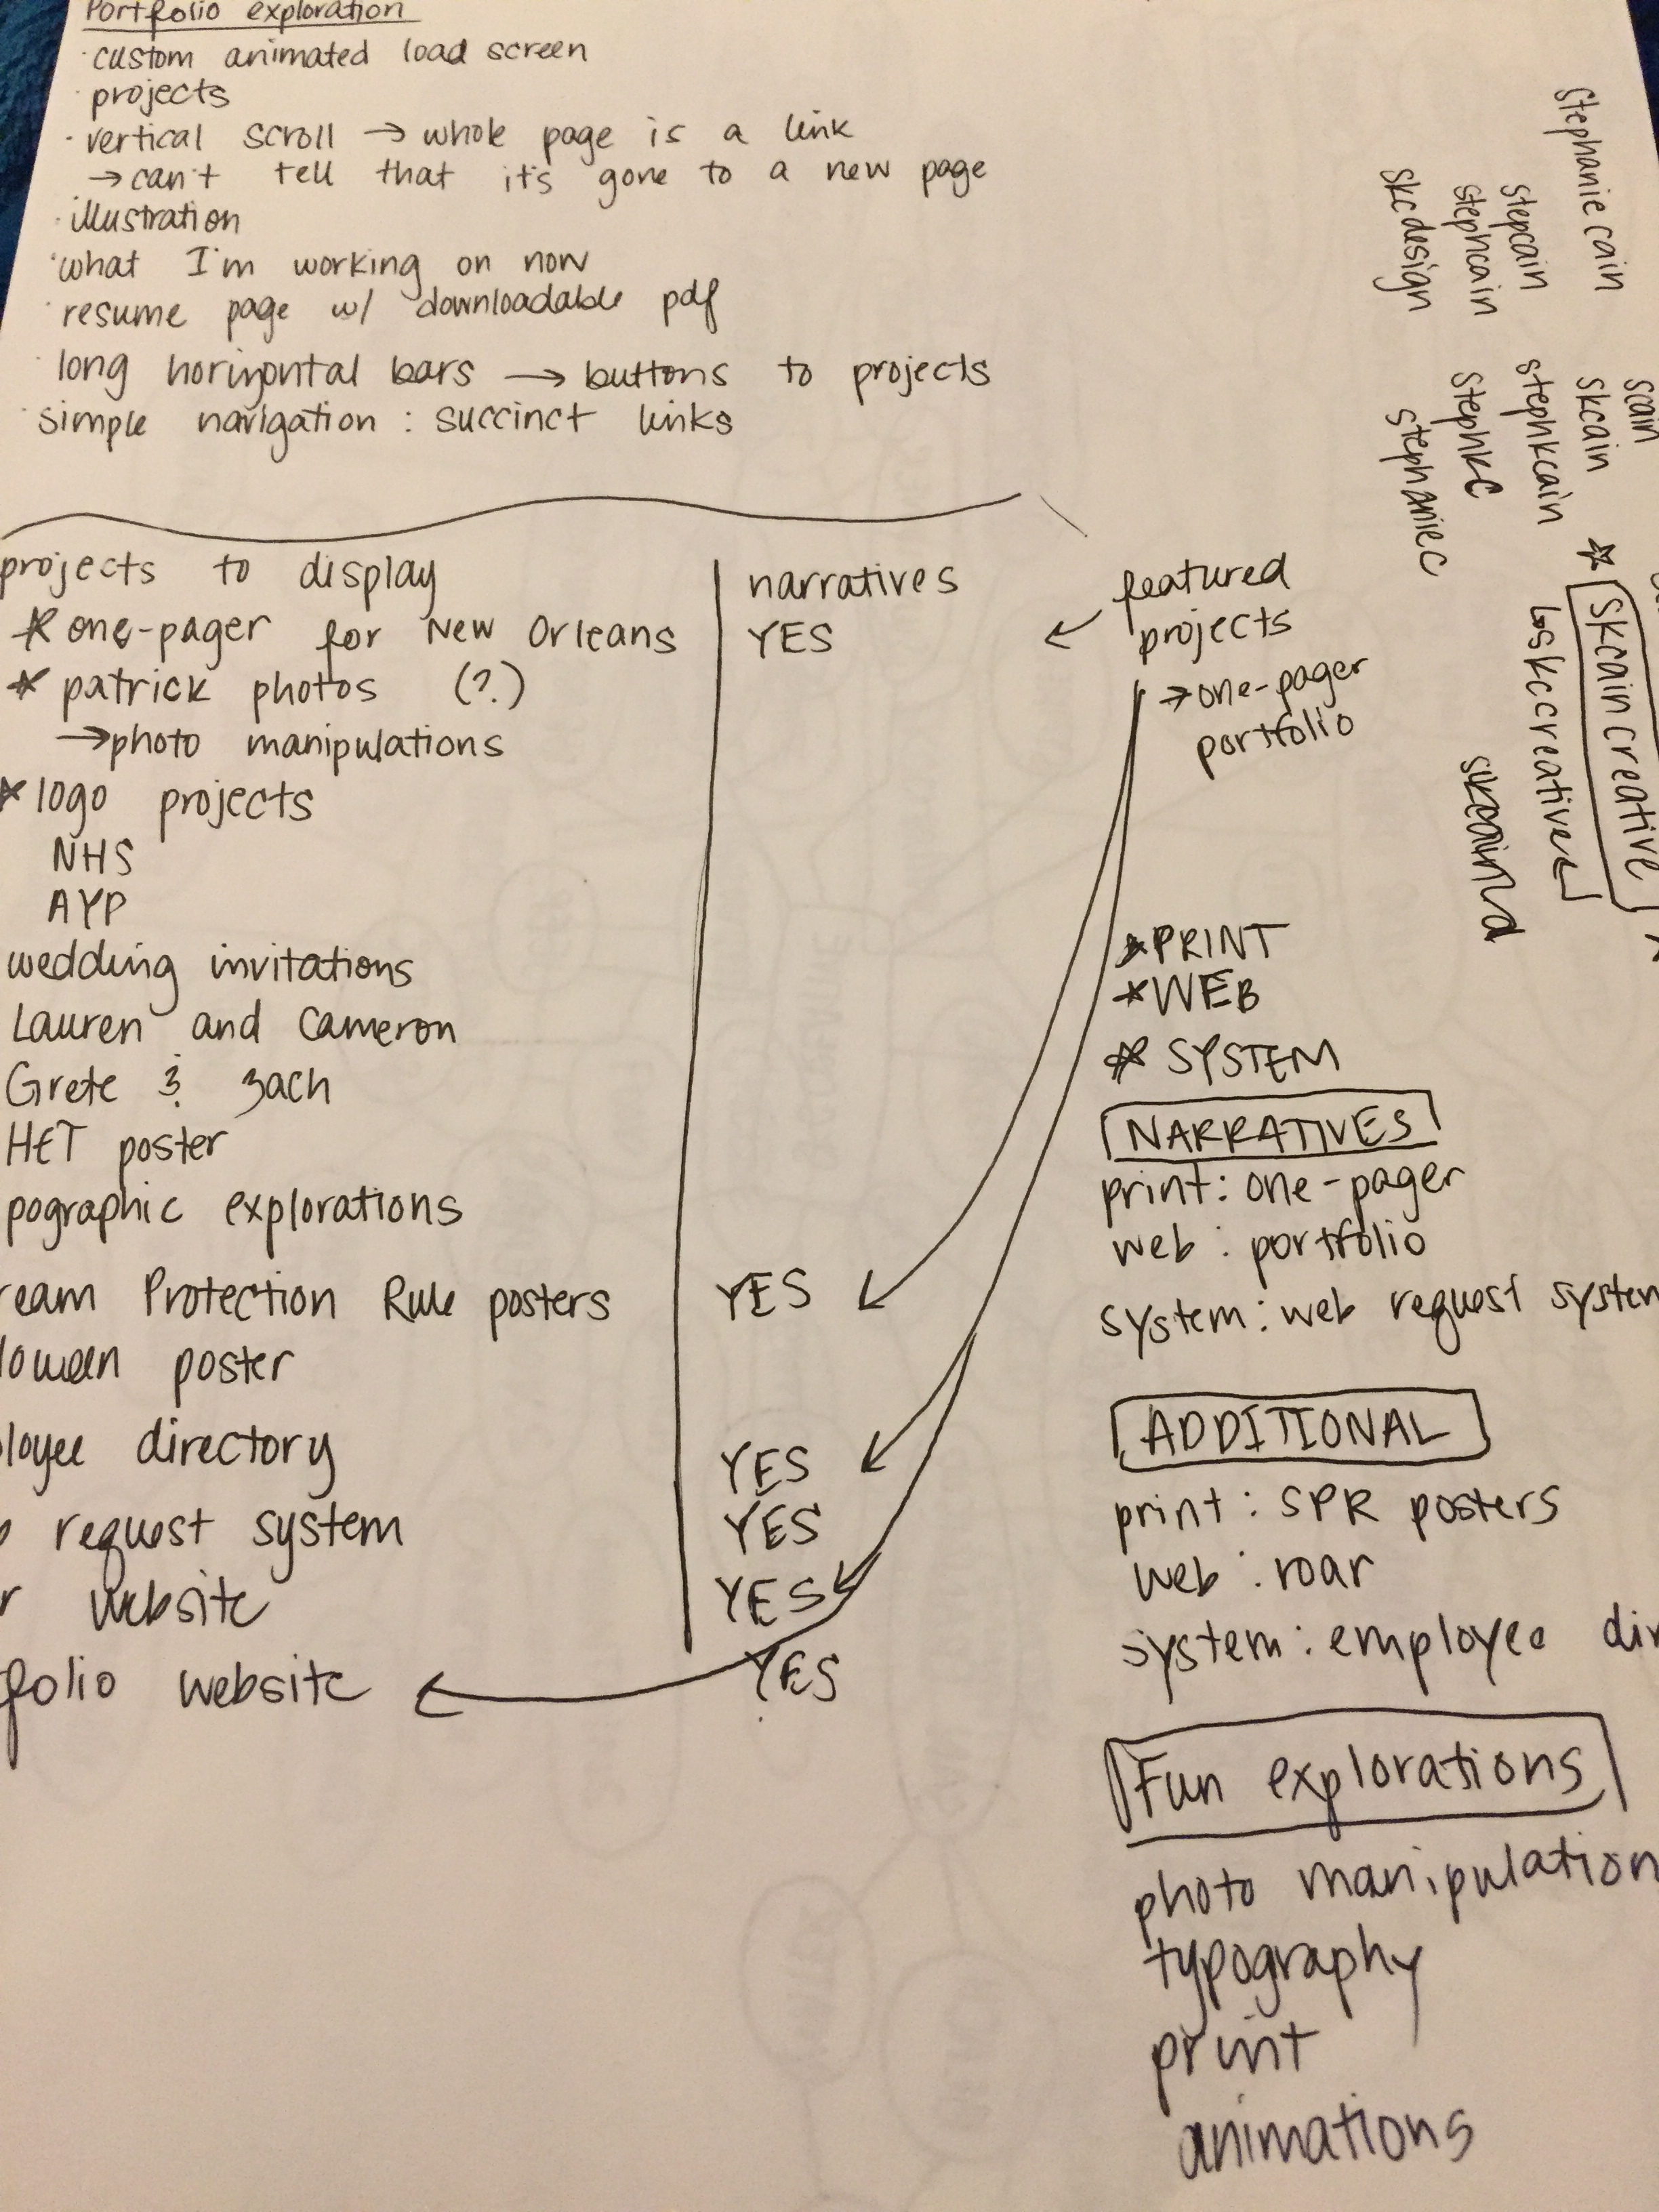 Portfolio exploration
· custom animated load screen
· projects
· vertical scroll → whole page is a link
→ can't tell that it's gone to a new page
· illustration
· what I'm working on now
· resume page w/ downloadable pdf
· long horizontal bars → buttons to projects
· simple navigation : succinct links
projects to display
* one-pager for New Orleans
* patrick photos (?)
→ photo manipulations
* logo projects
NHS
AYP
wedding invitations
Lauren and Cameron
Grete & Zach
HET poster
pographic explorations
ream Protection Rule posters
poster
loyee directory
request system
r website
folio website
narratives
YES
YES
YES
YES
YES
YES
featured
projects
→ one-pager
portfolio
* PRINT
* WEB
* SYSTEM
NARRATIVES
print: one-pager
web : portfolio
system: web request system
ADDITIONAL
print : SPR posters
web : roar
system: employee dir
Fun explorations
photo manipulation
typography
print
animations
stephanie cain
stepcain
stephcain
skcdesign
scain
skcain
stephkcain
stephkc
stephaniec
☆ skcaincreative
skccreative